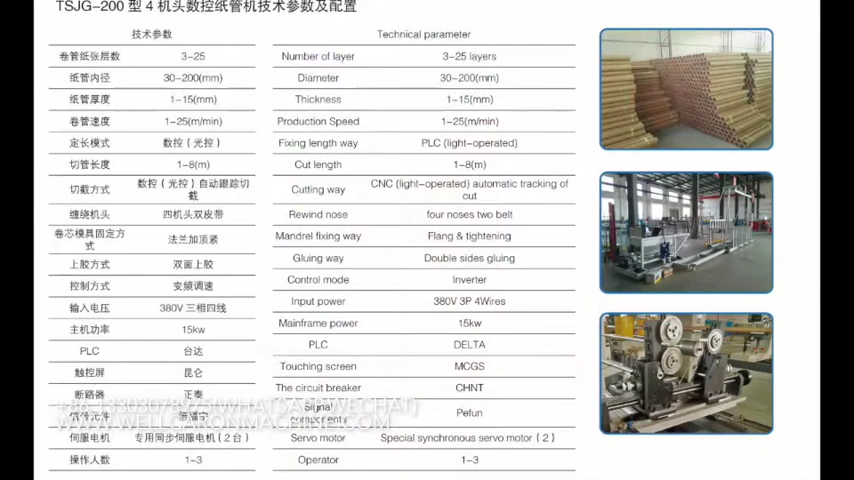 TSJG-200 型 4 机头数控纸管机技术参数及配置
技术参数
卷管纸张层数 3-25
纸管内径 30-200(mm)
纸管厚度 1-15(mm)
卷管速度 1-25(m/min)
定长模式 数控（光控）
切管长度 1-8(m)
切截方式 数控（光控）自动跟踪切
截
缠绕机头 四机头双皮带
卷芯模具固定方
式 法兰加顶紧
上胶方式 双面上胶
控制方式 变频调速
输入电压 380V 三相四线
主机功率 15kw
PLC 台达
触控屏 昆仑
断路器 正泰
信号元件
伺服电机 专用同步伺服电机（2 台）
操作人数 1-3
Technical parameter
Number of layer 3-25 layers
Diameter 30-200(mm)
Thickness 1-15(mm)
Production Speed 1-25(m/min)
Fixing length way PLC (light-operated)
Cut length 1-8(m)
Cutting way CNC (light-operated) automatic tracking of
cut
Rewind nose four noses two belt
Mandrel fixing way Flang & tightening
Gluing way Double sides gluing
Control mode Inverter
Input power 380V 3P 4Wires
Mainframe power 15kw
PLC DELTA
Touching screen MCGS
The circuit breaker CHNT
Signal
components Pefun
Servo motor Special synchronous servo motor（2）
Operator 1-3
(WHATSAPP/WECHAT)